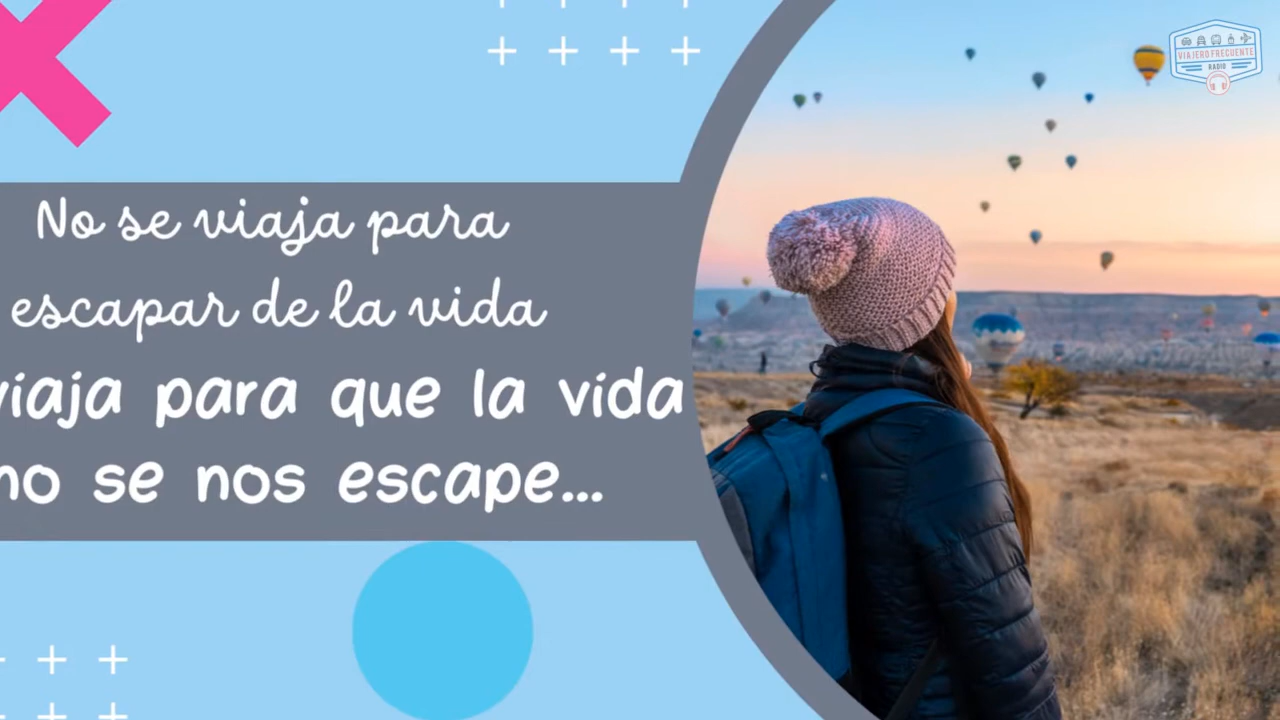 No se viaja para
escapar de la vida
viaja para que la vida
no se nos escape...
VIAJERO FRECUENTE
RADIO